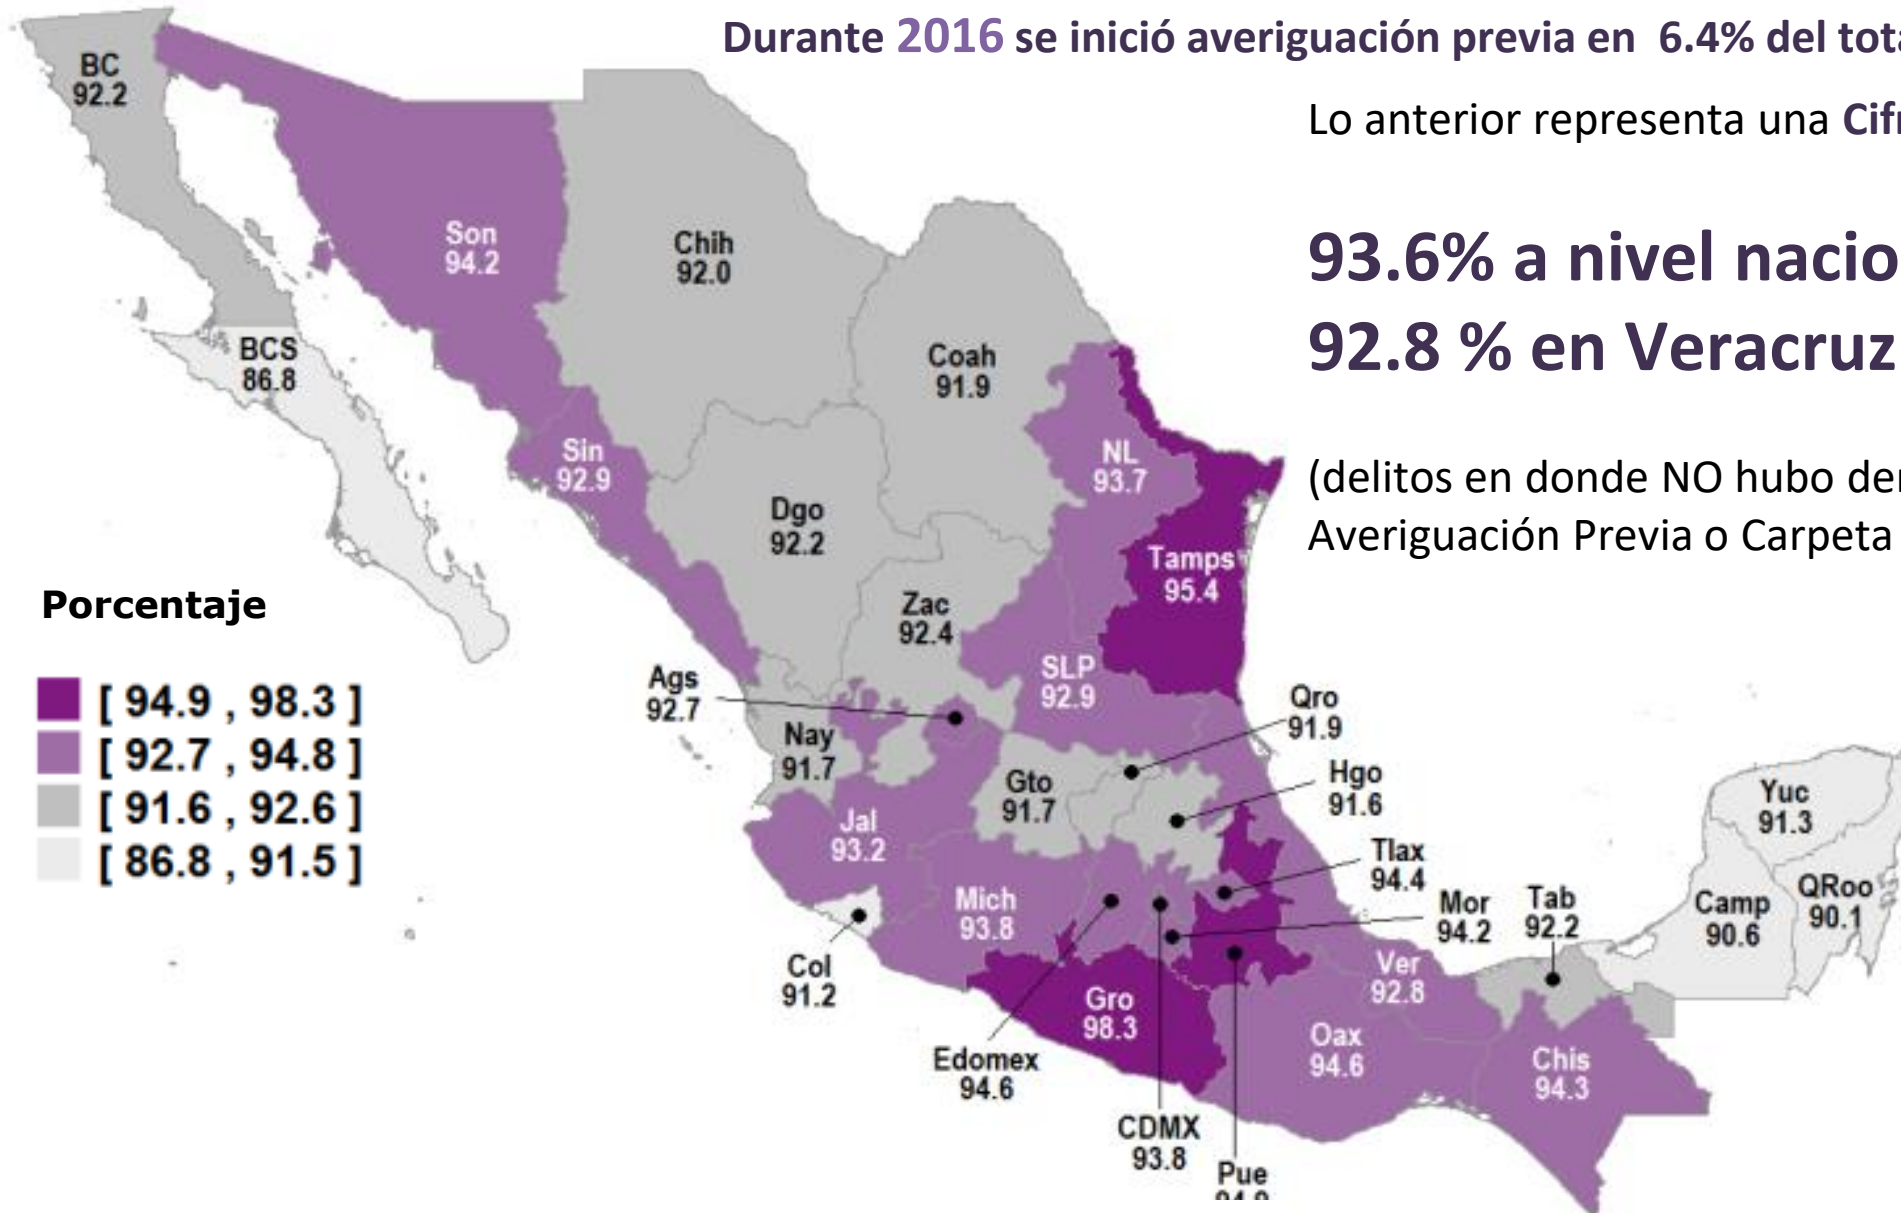 Durante 2016 se inició averiguación previa en 6.4% del
Lo anterior representa una
93.6% a nivel
92.8 % en Veracruz
(delitos en donde NO hubo
Averiguación Previa o Carpeta
BC
92.2
Son
94.2
Chih
92.0
BCS
86.8
Coah
91.9
Sin
92.9
NL
93.7
Dgo
92.2
Tamps
95.4
Zac
92.4
SLP
92.9
Ags
92.7
Nay
91.7
Qro
91.9
Gto
91.7
Hgo
91.6
Jal
93.2
Tlax
94.4
Mich
93.8
Mor
94.2
Tab
92.2
Yuc
91.3
QRoo
90.1
Camp
90.6
Col
91.2
Ver
92.8
Gro
98.3
Oax
94.6
Chis
94.3
Edomex
94.6
CDMX
93.8
Pue
Porcentaje
[ 94.9 , 98.3 ]
[ 92.7 , 94.8 ]
[ 91.6 , 92.6 ]
[ 86.8 , 91.5 ]